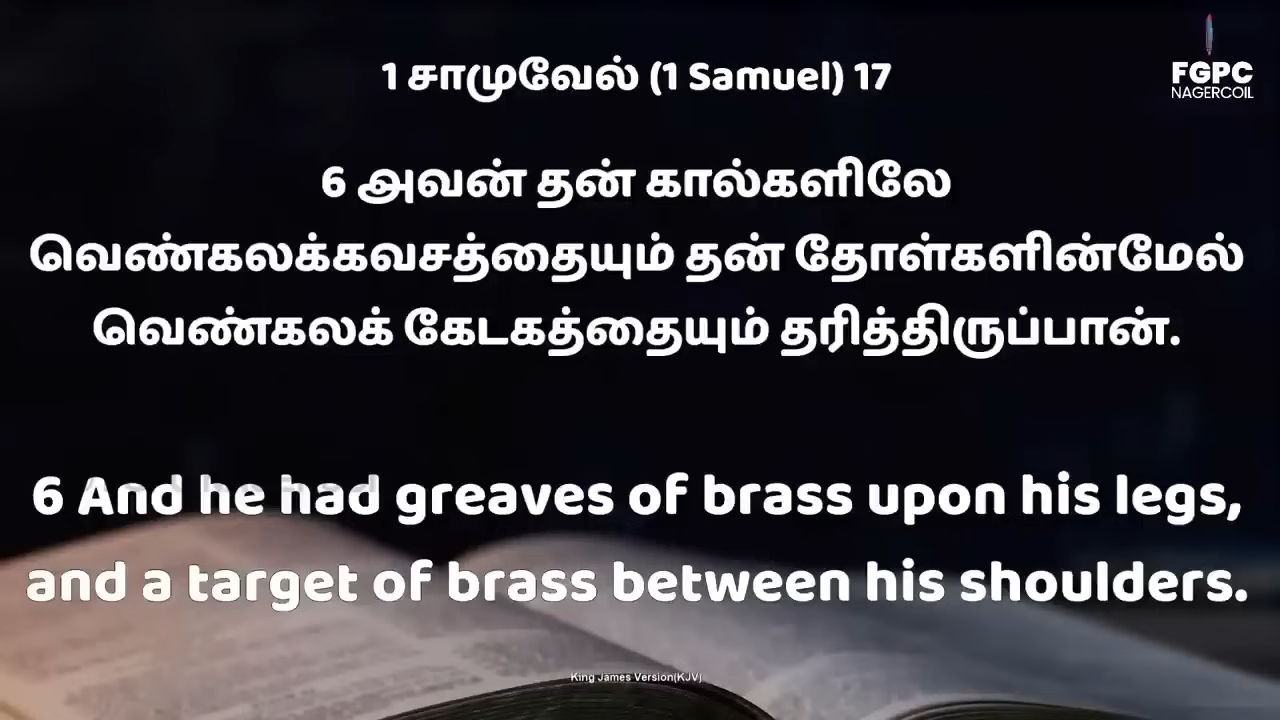 1 சாமுவேல் (1 Samuel) 17
FGPC
NAGERCOIL
6 அவன் தன் கால்களிலே
வெண்கலக்கவசத்தையும் தன் தோள்களின்மேல்
வெண்கலக் கேடகத்தையும் தரித்திருப்பான்.
6 And he had greaves of brass upon his legs,
and a target of brass between his shoulders.
King James Version(KJV)